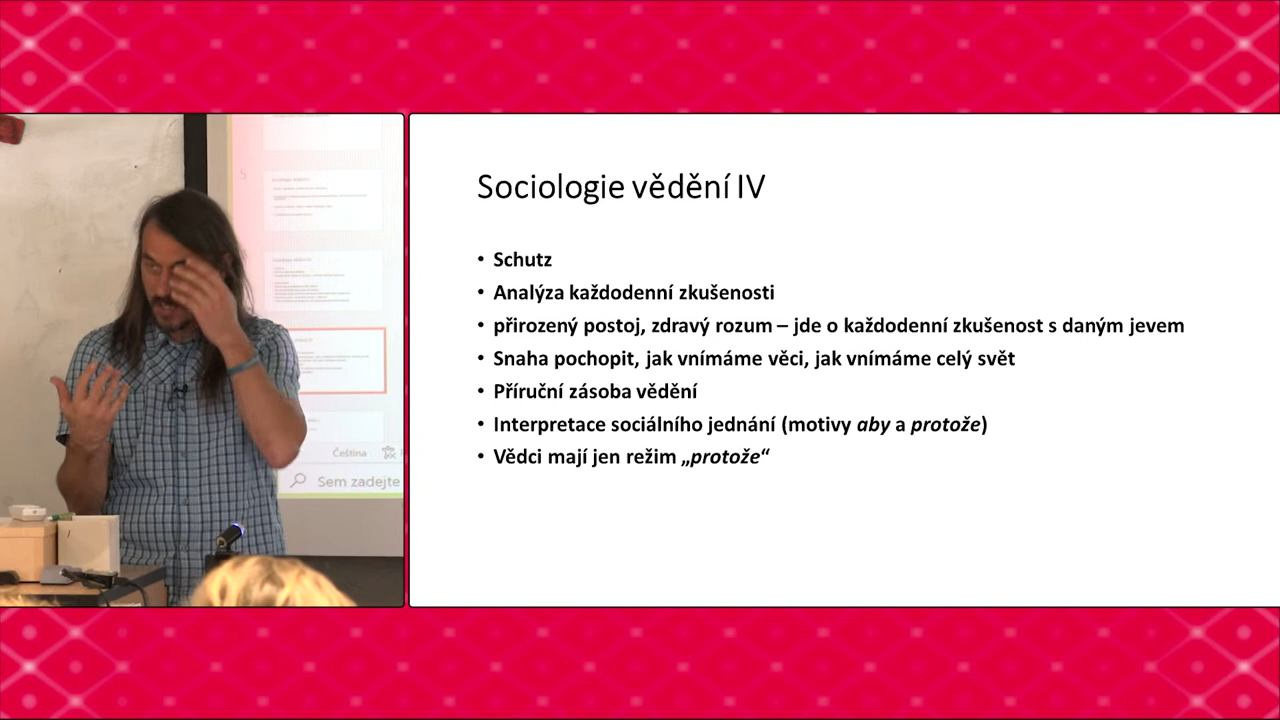 Sociologie vědění IV
• Schutz
• Analýza každodenní zkušenosti
• přirozený postoj, zdravý rozum – jde o každodenní zkušenost s daným jevem
• Snaha pochopit, jak vnímáme věci, jak vnímáme celý svět
• Příruční zásoba vědění
• Interpretace sociálního jednání (motivy aby a protože)
• Vědci mají jen režim „protože“
5
Čeština
Sem zadejte